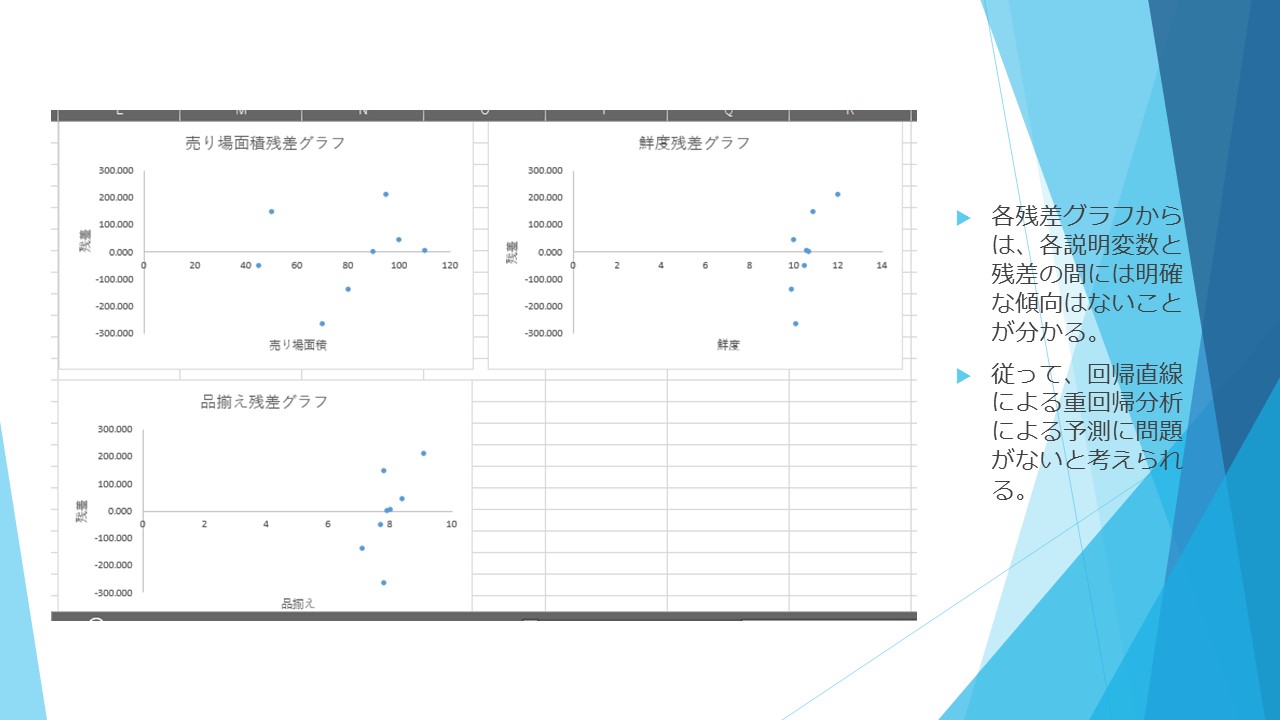 L M N O P Q R
売り場面積残差グラフ
300.000
200.000
100.000
0.000
-100.000
-200.000
-300.000
0 20 40 60 80 100 120
残差
売り場面積
鮮度残差グラフ
300.000
200.000
100.000
0.000
-100.000
-200.000
-300.000
0 2 4 6 8 10 12 14
残差
鮮度
品揃え残差グラフ
300.000
200.000
100.000
0.000
-100.000
-200.000
-300.000
0 2 4 6 8 10
残差
品揃え
各残差グラフから
は、各説明変数と
残差の間には明確
な傾向はないこと
が分かる。
従って、回帰直線
による重回帰分析
による予測に問題
がないと考えられ
る。